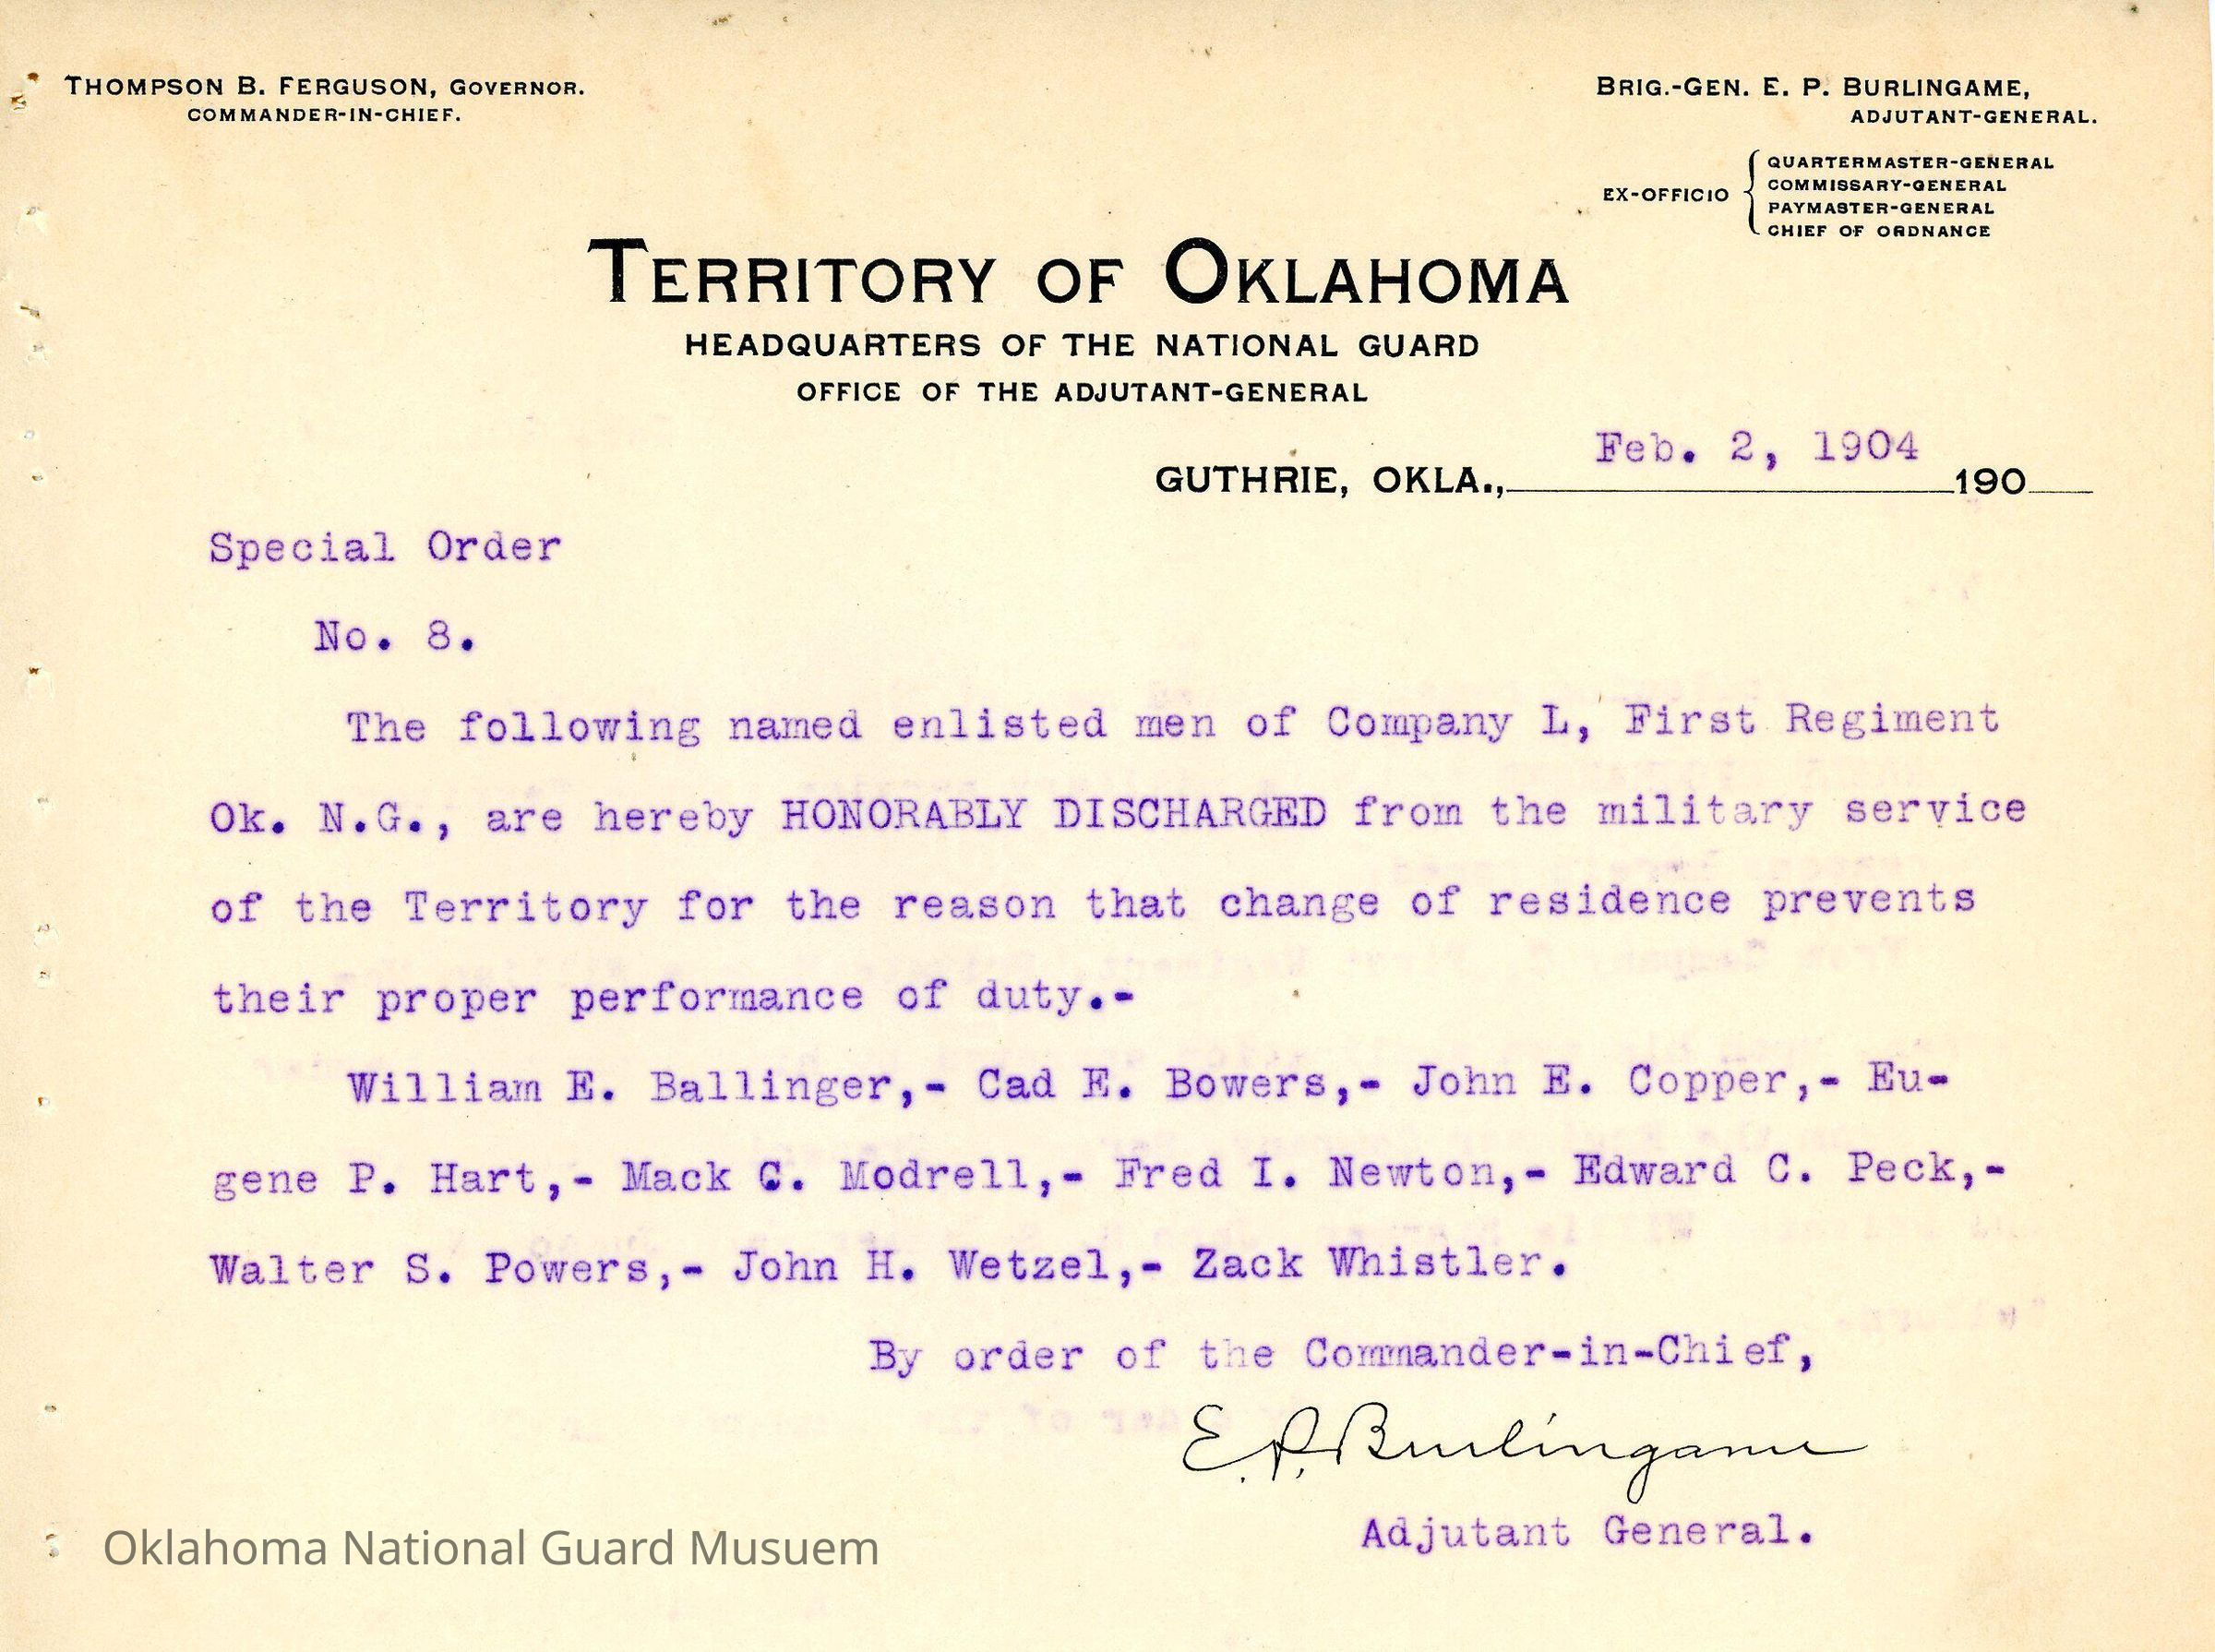 THOMPSON B. FERGUSON, GOVERNOR.
COMMANDER-IN-CHIEF.
BRIG.-GEN. E. P. BURLINGAME,
ADJUTANT-GENERAL.
EX-OFFICIO
QUARTERMASTER-GENERAL
COMMISSARY-GENERAL
PAYMASTER-GENERAL
CHIEF OF ORDNANCE
TERRITORY OF OKLAHOMA
HEADQUARTERS OF THE NATIONAL GUARD
OFFICE OF THE ADJUTANT-GENERAL
GUTHRIE, OKLA., Feb. 2, 1904 190
Special Order
No. 8.
The following named enlisted men of Company L, First Regiment
Ok. N.G., are hereby HONORABLY DISCHARGED from the military service
of the Territory for the reason that change of residence prevents
their proper performance of duty.-
William E. Ballinger,- Cad E. Bowers,- John E. Copper,- Eu-
gene P. Hart,- Mack C. Modrell,- Fred I. Newton,- Edward C. Peck,-
Walter S. Powers,- John H. Wetzel,- Zack Whistler.
By order of the Commander-in-Chief,
E. P. Burlingame
Adjutant General.
Oklahoma National Guard Musuem